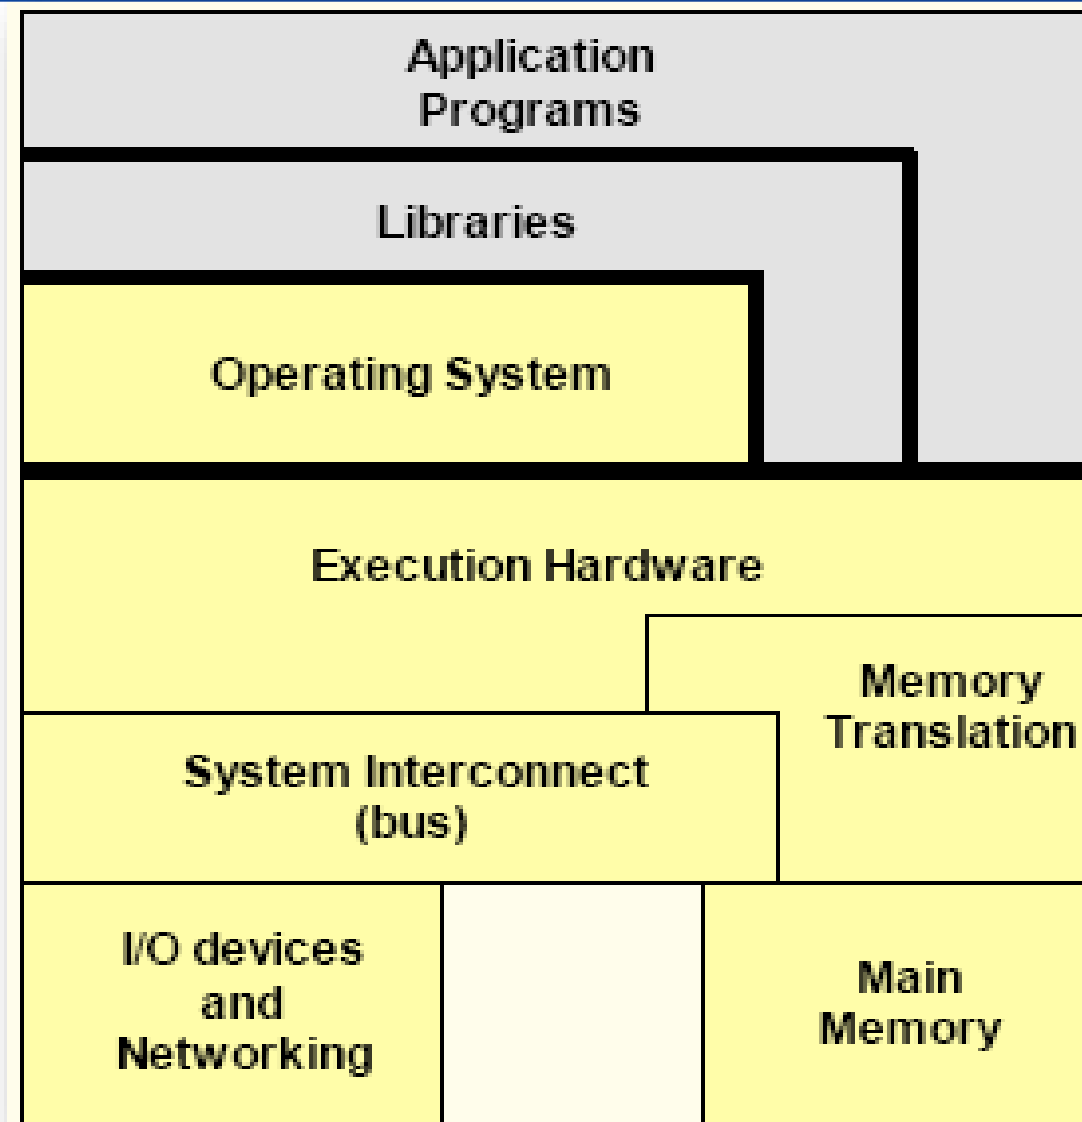 Application
Programs
Libraries
Operating System
Execution Hardware
Memory
Translation
System Interconnect
(bus)
I/O devices
and
Networking
Main
Memory